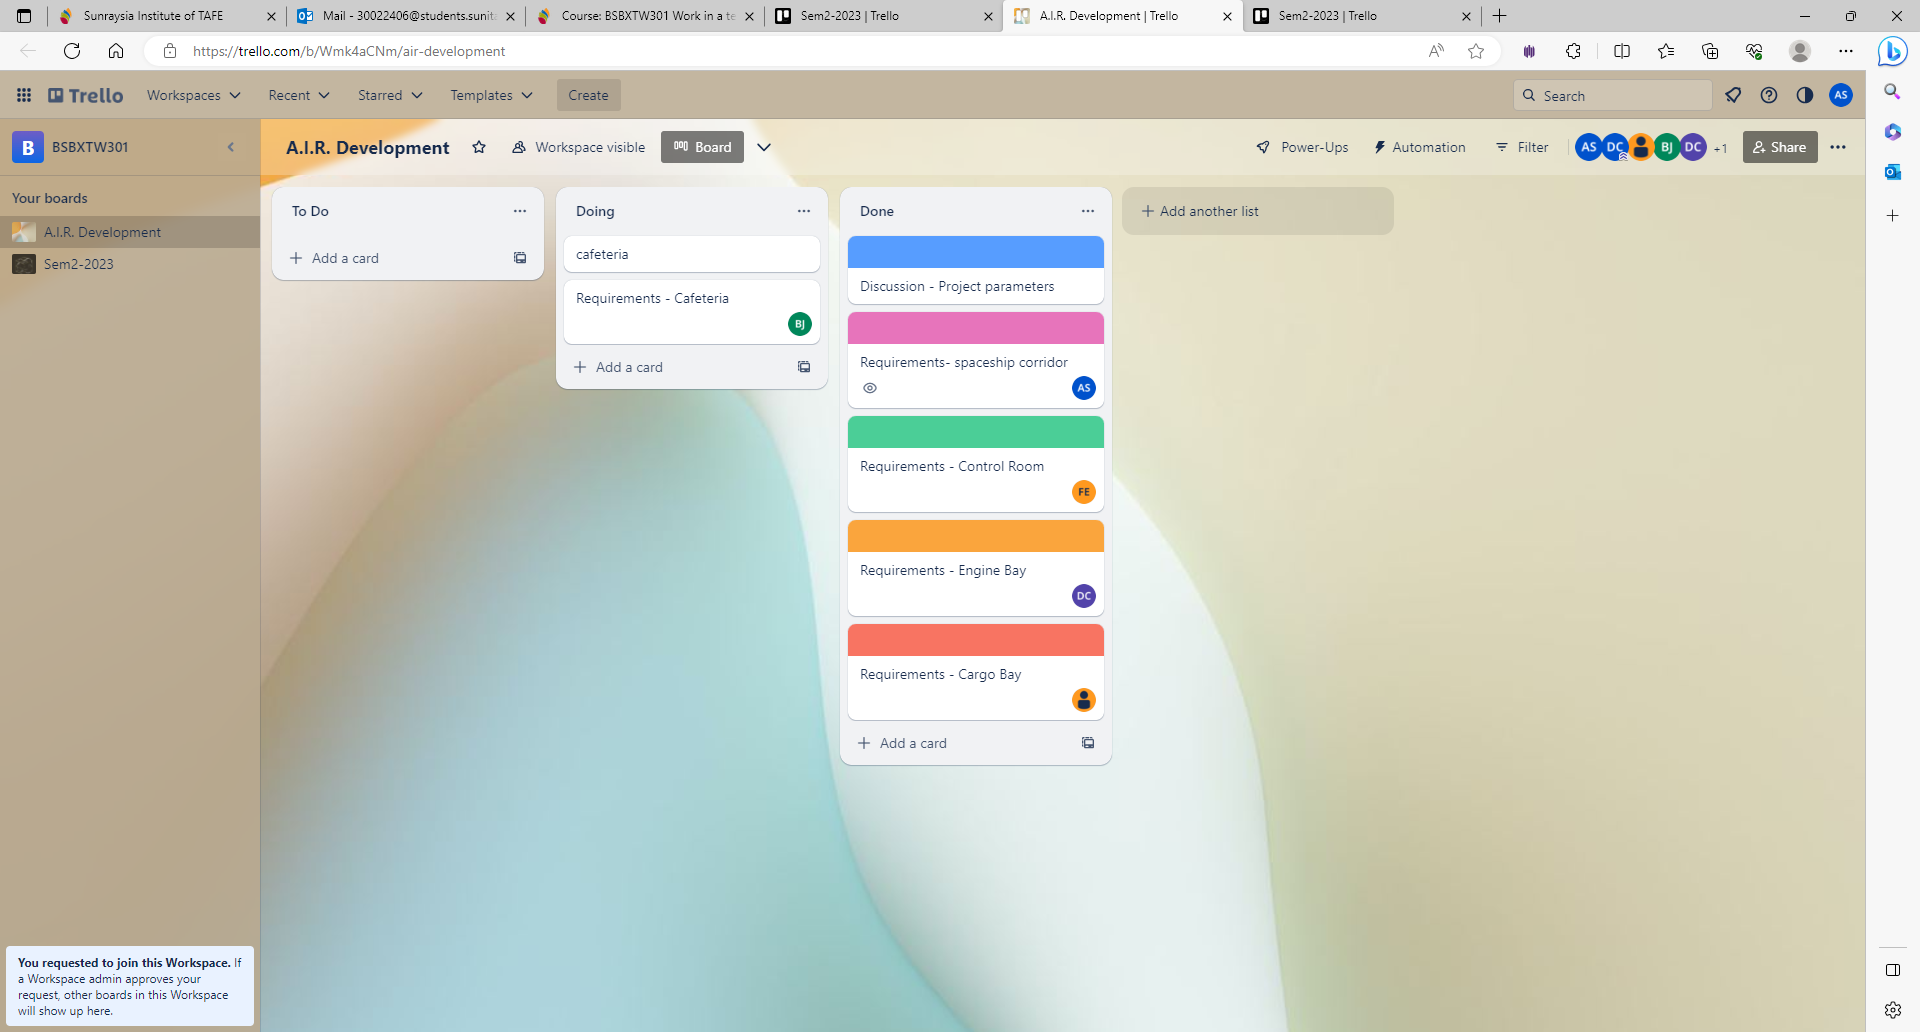 Sunraysia Institute of TAFE
Mail - 30022406@students.sunita
Course: BSBXTW301 Work in a te
Sem2-2023 | Trello
A.I.R. Development | Trello
Sem2-2023 | Trello
https://trello.com/b/Wmk4aCNm/air-development
Trello
Workspaces
Recent
Starred
Templates
Create
Search
AS
B
BSBXTW301
A.I.R. Development
Workspace visible
Board
Power-Ups
Automation
Filter
AS
DC
BJ
DC
+1
Share
Your boards
A.I.R. Development
Sem2-2023
To Do
Add a card
Doing
cafeteria
Requirements - Cafeteria
BJ
Add a card
Done
Discussion - Project parameters
Requirements- spaceship corridor
AS
Requirements - Control Room
FE
Requirements - Engine Bay
DC
Requirements - Cargo Bay
Add a card
Add another list
You requested to join this Workspace. If
a Workspace admin approves your
request, other boards in this Workspace
will show up here.